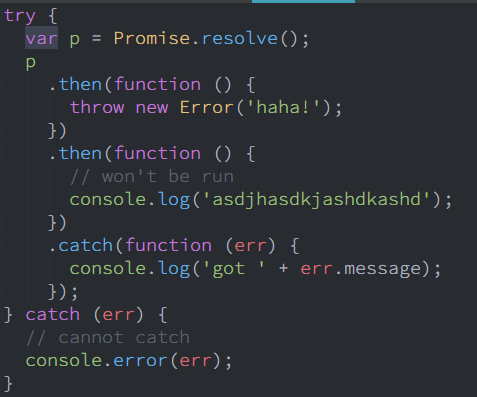 try {
  var p = Promise.resolve();
  p
    .then(function () {
      throw new Error('haha!');
    })
    .then(function () {
      // won't be run
      console.log('asdjhasdkjashdkashd');
    })
    .catch(function (err) {
      console.log('got ' + err.message);
    });
} catch (err) {
  // cannot catch
  console.error(err);
}